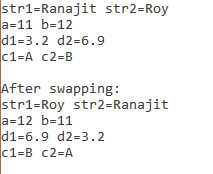 str1=Ranajit str2=Roy
a=11 b=12
d1=3.2 d2=6.9
c1=A c2=B

After swapping:
str1=Roy str2=Ranajit
a=12 b=11
d1=6.9 d2=3.2
c1=B c2=A